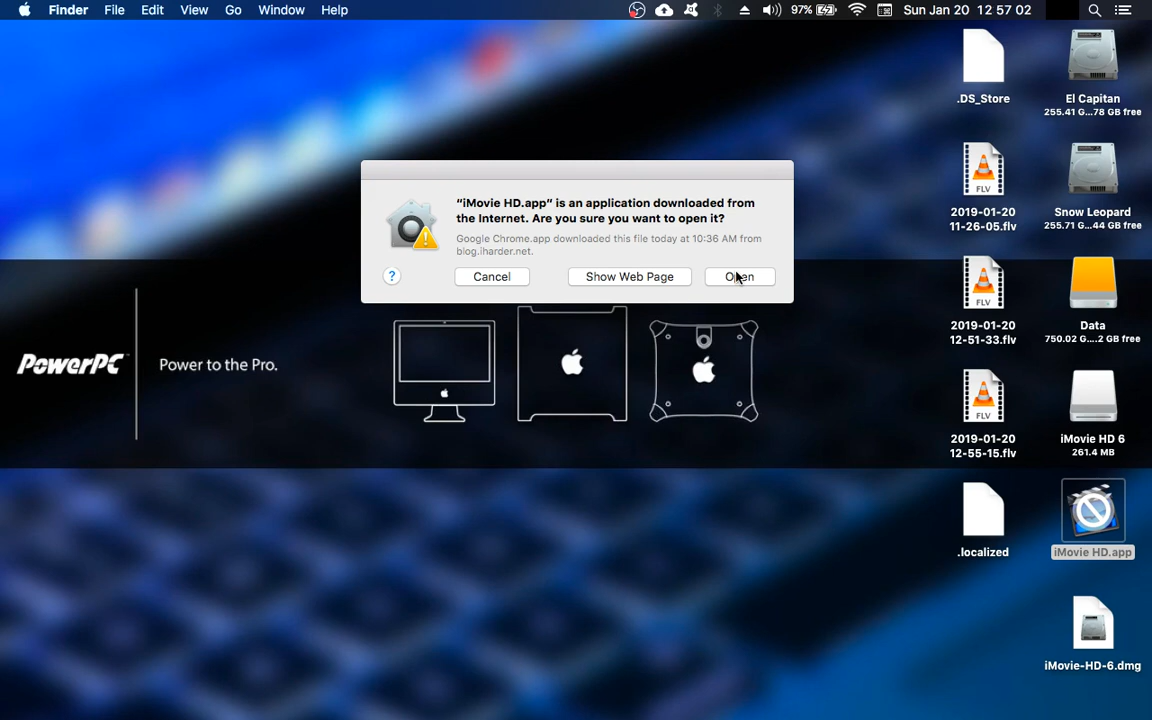 Finder File Edit View Go Window Help 97% Sun Jan 20 12 57 02
.DS_Store
El Capitan
255.41 G...78 GB free
"iMovie HD.app" is an application downloaded from
the Internet. Are you sure you want to open it?
Google Chrome.app downloaded this file today at 10:36 AM from
blog.iharder.net.
? Cancel Show Web Page Open
FLV
2019-01-20
11-26-05.flv
Snow Leopard
255.71 G...44 GB free
FLV
2019-01-20
12-51-33.flv
Data
750.02 G....2 GB free
PowerPC™
Power to the Pro.
FLV
2019-01-20
12-55-15.flv
iMovie HD 6
261.4 MB
.localized
iMovie HD.app
iMovie-HD-6.dmg